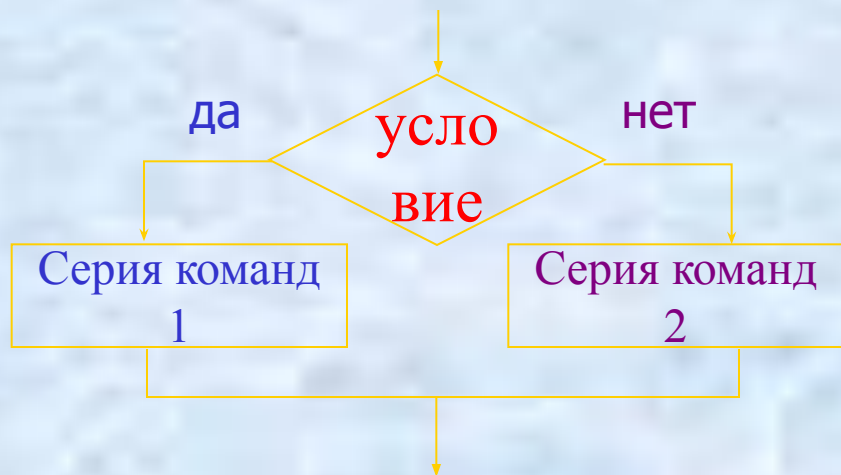 да
усло
вие
нет
Серия команд
1
Серия команд
2